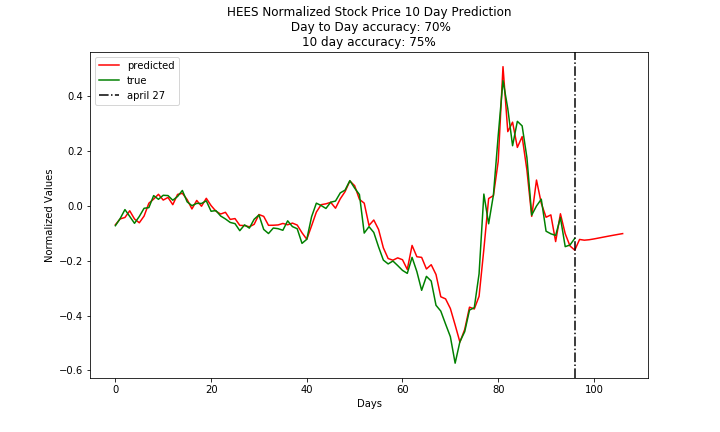 HEES Normalized Stock Price 10 Day Prediction
Day to Day accuracy: 70%
10 day accuracy: 75%
predicted
true
april 27
Normalized Values
0.4
0.2
0.0
−0.2
−0.4
−0.6
0
20
40
60
80
100
Days